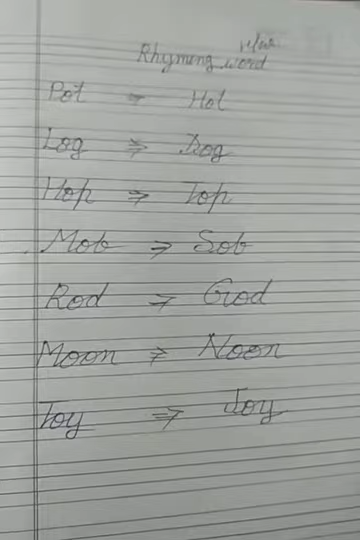 Rhyming word
Pot ⇒ Hot
Log ⇒ Dog
Hop ⇒ Top
Mob ⇒ Sob
Rod ⇒ God
Moon ⇒ Noon
Toy ⇒ Joy